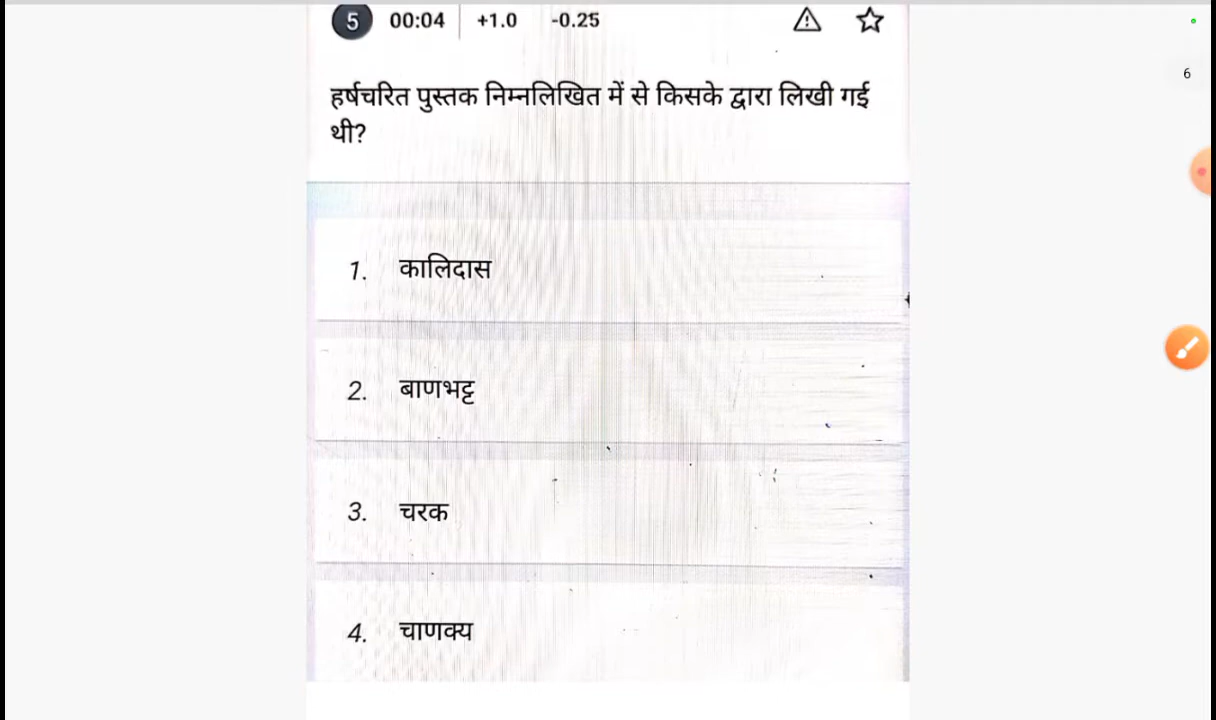 5 00:04 +1.0 -0.25
6
हर्षचरित पुस्तक निम्नलिखित में से किसके द्वारा लिखी गई
थी?
1. कालिदास
2. बाणभट्ट
3. चरक
4. चाणक्य